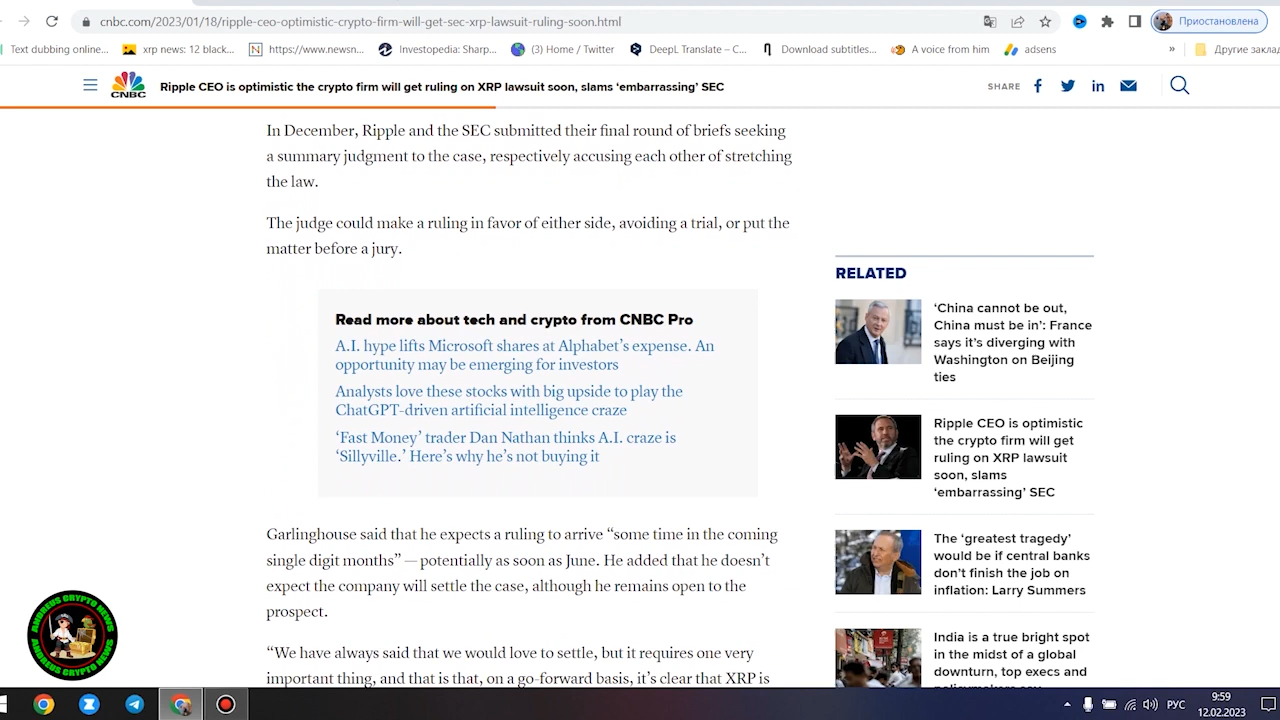 cnbc.com/2023/01/18/ripple-ceo-optimistic-crypto-firm-will-get-sec-xrp-lawsuit-ruling-soon.html
Приостановлена
Text dubbing online...
xrp news: 12 black...
https://www.newsn...
Investopedia: Sharp...
(3) Home / Twitter
DeepL Translate – C...
Download subtitles...
A voice from him
adsens
»
Другие закла
CNBC
Ripple CEO is optimistic the crypto firm will get ruling on XRP lawsuit soon, slams ‘embarrassing’ SEC
SHARE
In December, Ripple and the SEC submitted their final round of briefs seeking
a summary judgment to the case, respectively accusing each other of stretching
the law.
The judge could make a ruling in favor of either side, avoiding a trial, or put the
matter before a jury.
Read more about tech and crypto from CNBC Pro
A.I. hype lifts Microsoft shares at Alphabet’s expense. An
opportunity may be emerging for investors
Analysts love these stocks with big upside to play the
ChatGPT-driven artificial intelligence craze
‘Fast Money’ trader Dan Nathan thinks A.I. craze is
‘Sillyville.’ Here’s why he’s not buying it
Garlinghouse said that he expects a ruling to arrive “some time in the coming
single digit months” — potentially as soon as June. He added that he doesn’t
expect the company will settle the case, although he remains open to the
prospect.
“We have always said that we would love to settle, but it requires one very
important thing, and that is that, on a go-forward basis, it’s clear that XRP is
RELATED
‘China cannot be out,
China must be in’: France
says it’s diverging with
Washington on Beijing
ties
Ripple CEO is optimistic
the crypto firm will get
ruling on XRP lawsuit
soon, slams
‘embarrassing’ SEC
The ‘greatest tragedy’
would be if central banks
don’t finish the job on
inflation: Larry Summers
India is a true bright spot
in the midst of a global
downturn, top execs and
ANDREUS CRYPTO NEWS
ANDREUS CRYPTO NEWS
РУС
9:59
12.02.2023